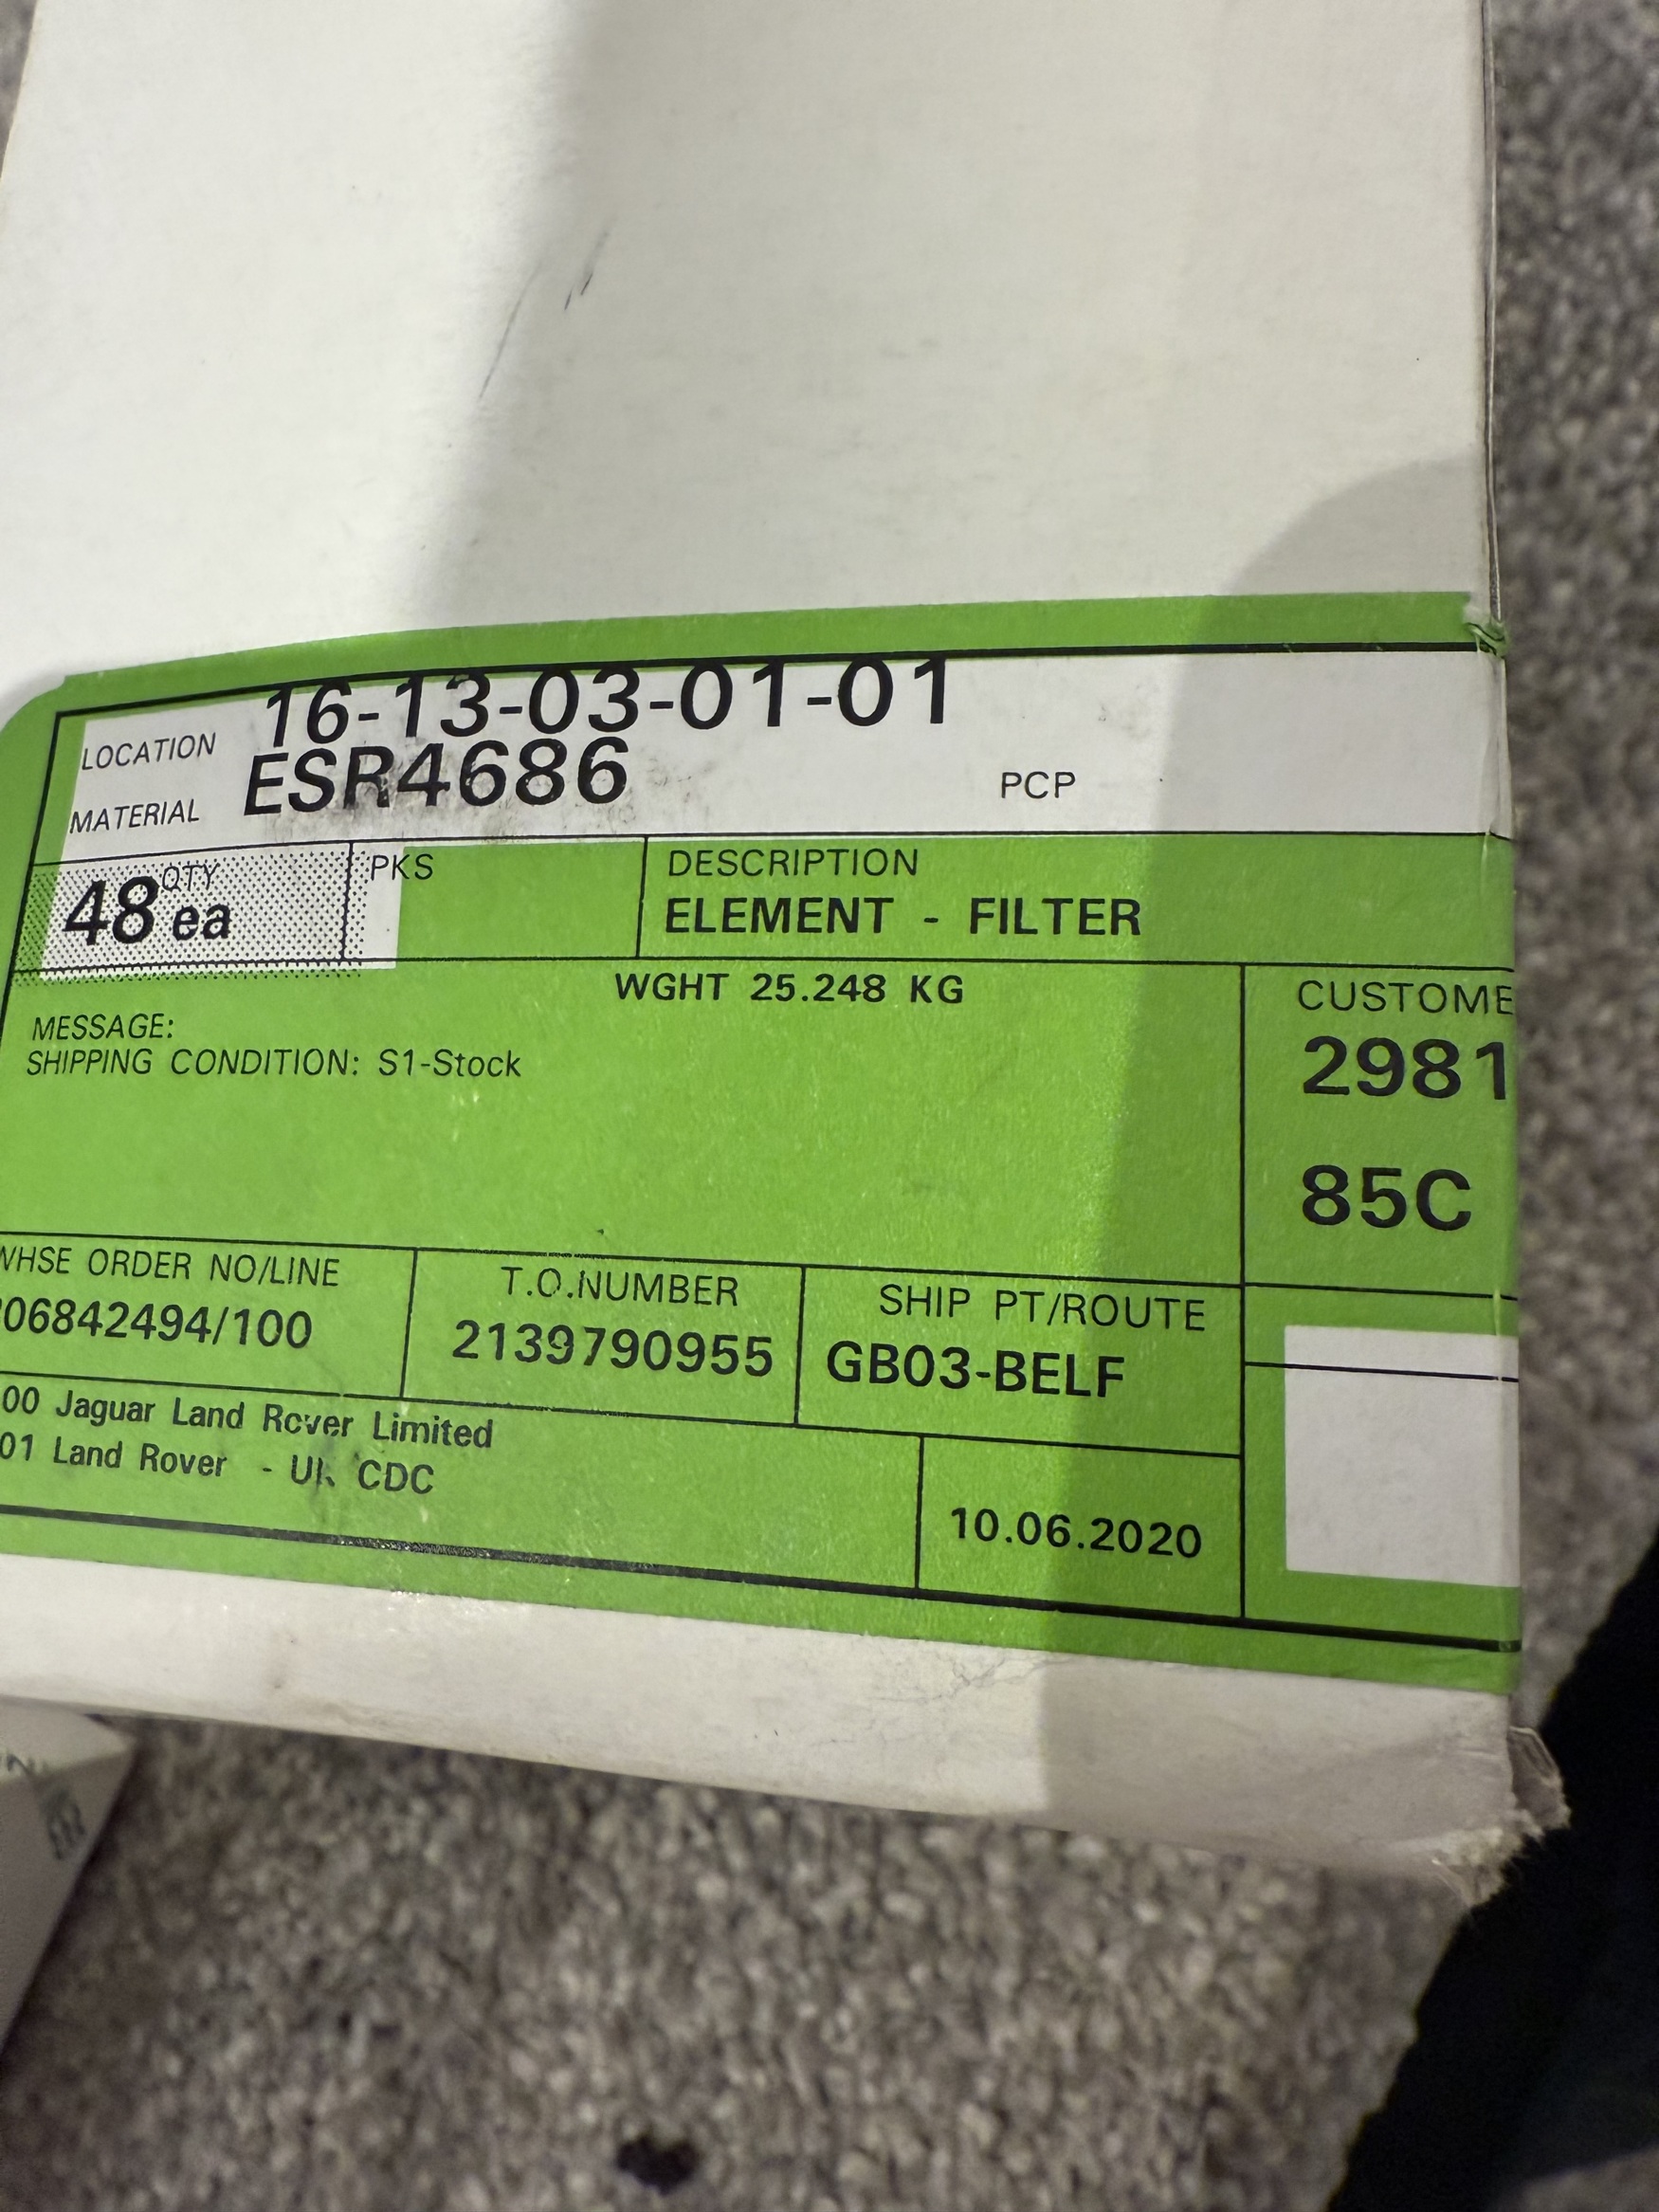 LOCATION 16-13-03-01-01
MATERIAL ESR4686 PCP
QTY PKS DESCRIPTION
48 ea ELEMENT - FILTER
WGHT 25.248 KG CUSTOME
MESSAGE: 2981
SHIPPING CONDITION: S1-Stock
85C
WHSE ORDER NO/LINE T.O.NUMBER SHIP PT/ROUTE
06842494/100 2139790955 GB03-BELF
00 Jaguar Land Rover Limited
01 Land Rover - UK CDC
10.06.2020